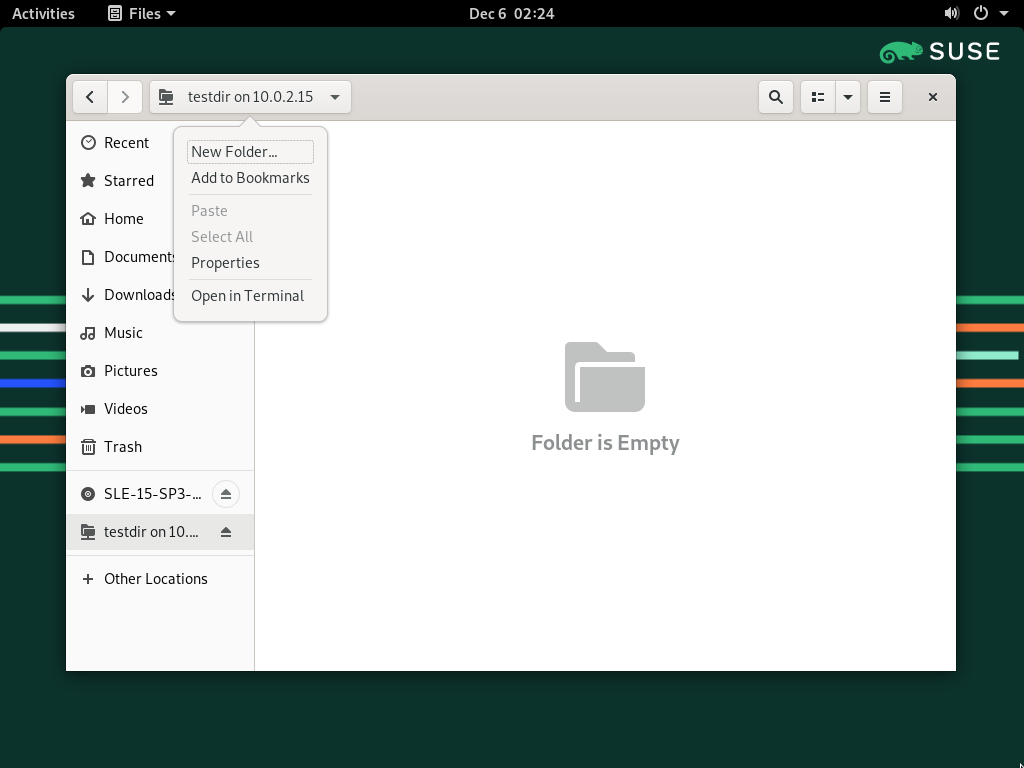 Activities
Files
Dec 6 02:24
SUSE
testdir on 10.0.2.15
Recent
Starred
Home
Documents
Downloads
Music
Pictures
Videos
Trash
SLE-15-SP3-...
testdir on 10....
Other Locations
New Folder...
Add to Bookmarks
Paste
Select All
Properties
Open in Terminal
Folder is Empty